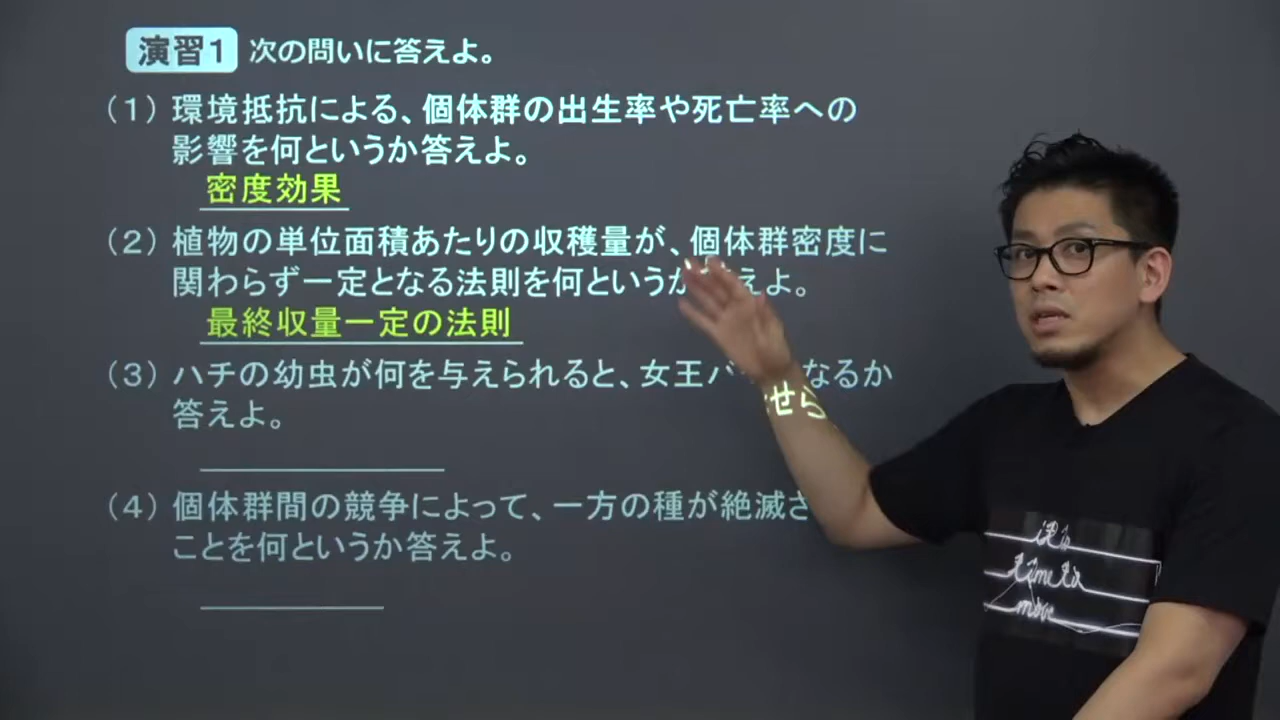 演習1 次の問いに答えよ。
(1) 環境抵抗による、個体群の出生率や死亡率への
影響を何というか答えよ。
密度効果
(2) 植物の単位面積あたりの収穫量が、個体群密度に
関わらず一定となる法則を何というか えよ。
最終収量一定の法則
(3) ハチの幼虫が何を与えられると、女王バ なるか
答えよ。
(4) 個体群間の競争によって、一方の種が絶滅さ
せら
ことを何というか答えよ。
time to
move